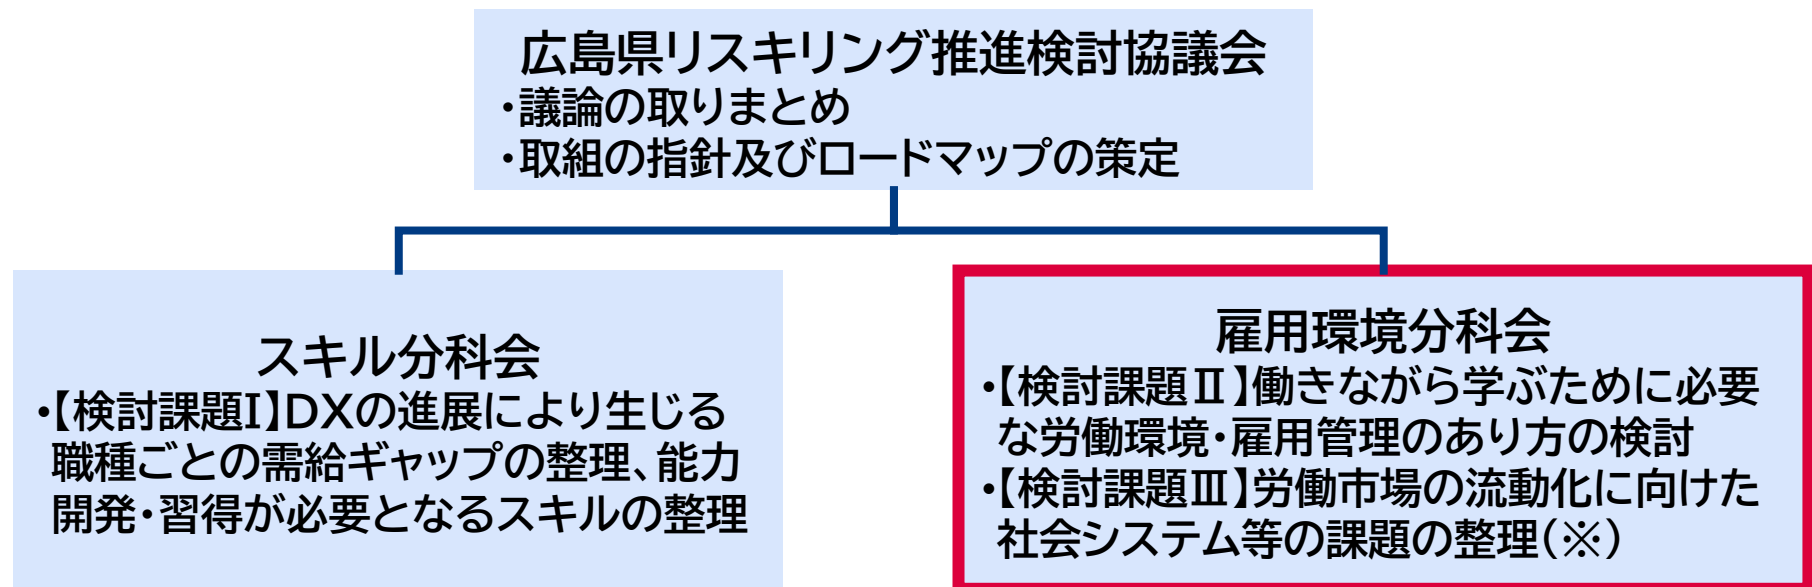 広島県リスキリング推進検討協議会
・議論の取りまとめ
・取組の指針及びロードマップの策定
スキル分科会
・【検討課題Ⅰ】DXの進展により生じる
職種ごとの需給ギャップの整理、能力
開発・習得が必要となるスキルの整理
雇用環境分科会
・【検討課題Ⅱ】働きながら学ぶために必要
な労働環境・雇用管理のあり方の検討
・【検討課題Ⅲ】労働市場の流動化に向けた
社会システム等の課題の整理（※）